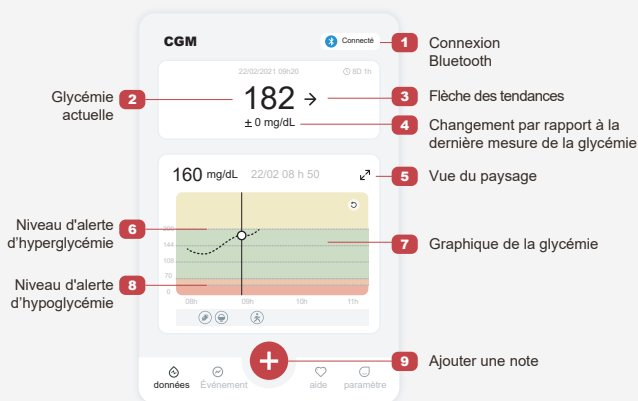 CGM
Connecté
1
Connexion
Bluetooth
22/02/2021 09h20
8D 1h
Glycémie
actuelle
2
182
3
Flèche des tendances
± 0 mg/dL
4
Changement par rapport à la
dernière mesure de la glycémie
160 mg/dL
22/02 08 h 50
5
Vue du paysage
Niveau d'alerte
d'hyperglycémie
6
200
144
108
70
0
7
Graphique de la glycémie
Niveau d'alerte
d'hypoglycémie
8
08h
09h
10h
11h
9
Ajouter une note
données
Événement
aide
paramètre